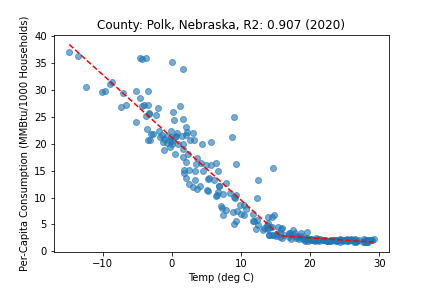 County: Polk, Nebraska, R2: 0.907 (2020)
Per-Capita Consumption (MMBtu/1000 Households)
40
35
30
25
20
15
10
5
0
−10 0 10 20 30
Temp (deg C)